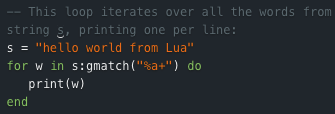 -- This loop iterates over all the words from
string s, printing one per line:
s = "hello world from Lua"
for w in s:gmatch("%a+") do
   print(w)
end